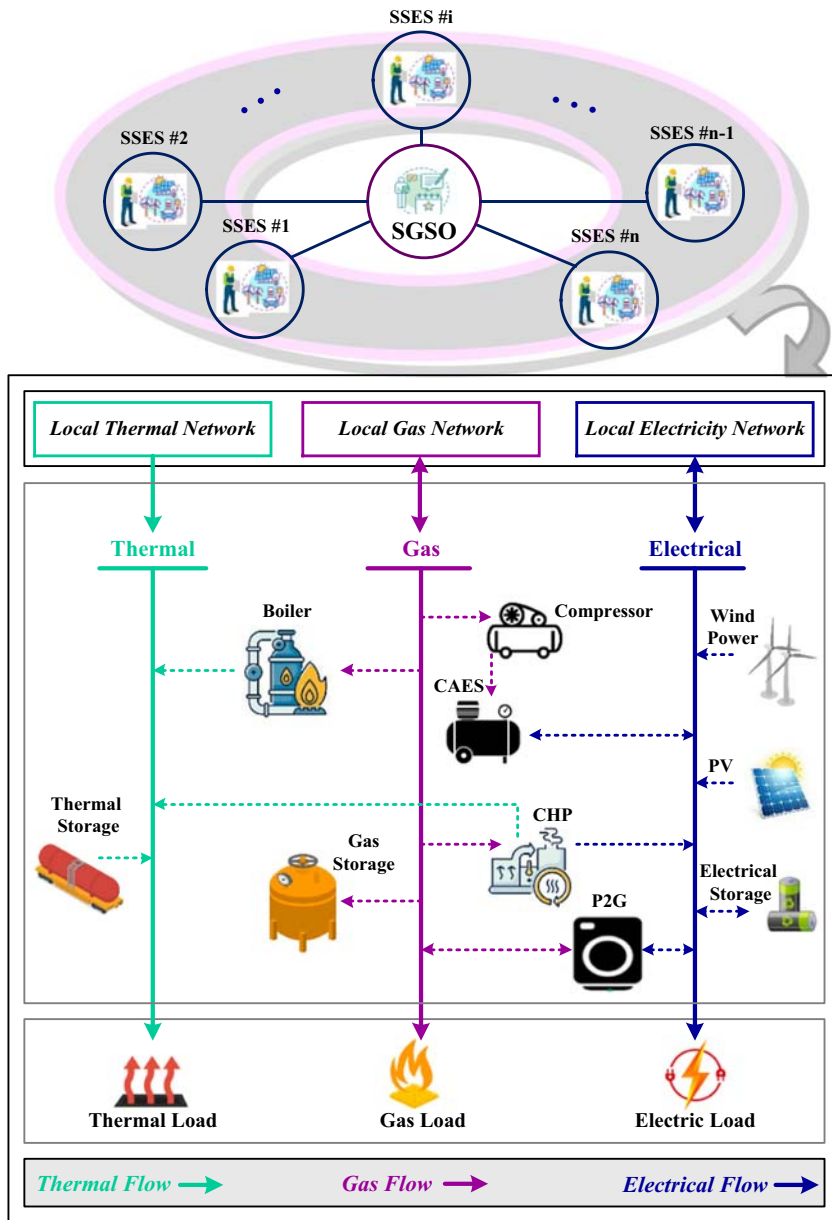 SSES #i
SSES #2
SSES #n-1
SSES #1
SGSO
SSES #n
Local Thermal Network
Local Gas Network
Local Electricity Network
Thermal
Gas
Electrical
Boiler
Compressor
Wind
Power
CAES
PV
Thermal
Storage
Gas
Storage
CHP
Electrical
Storage
P2G
Thermal Load
Gas Load
Electric Load
Thermal Flow
Gas Flow
Electrical Flow